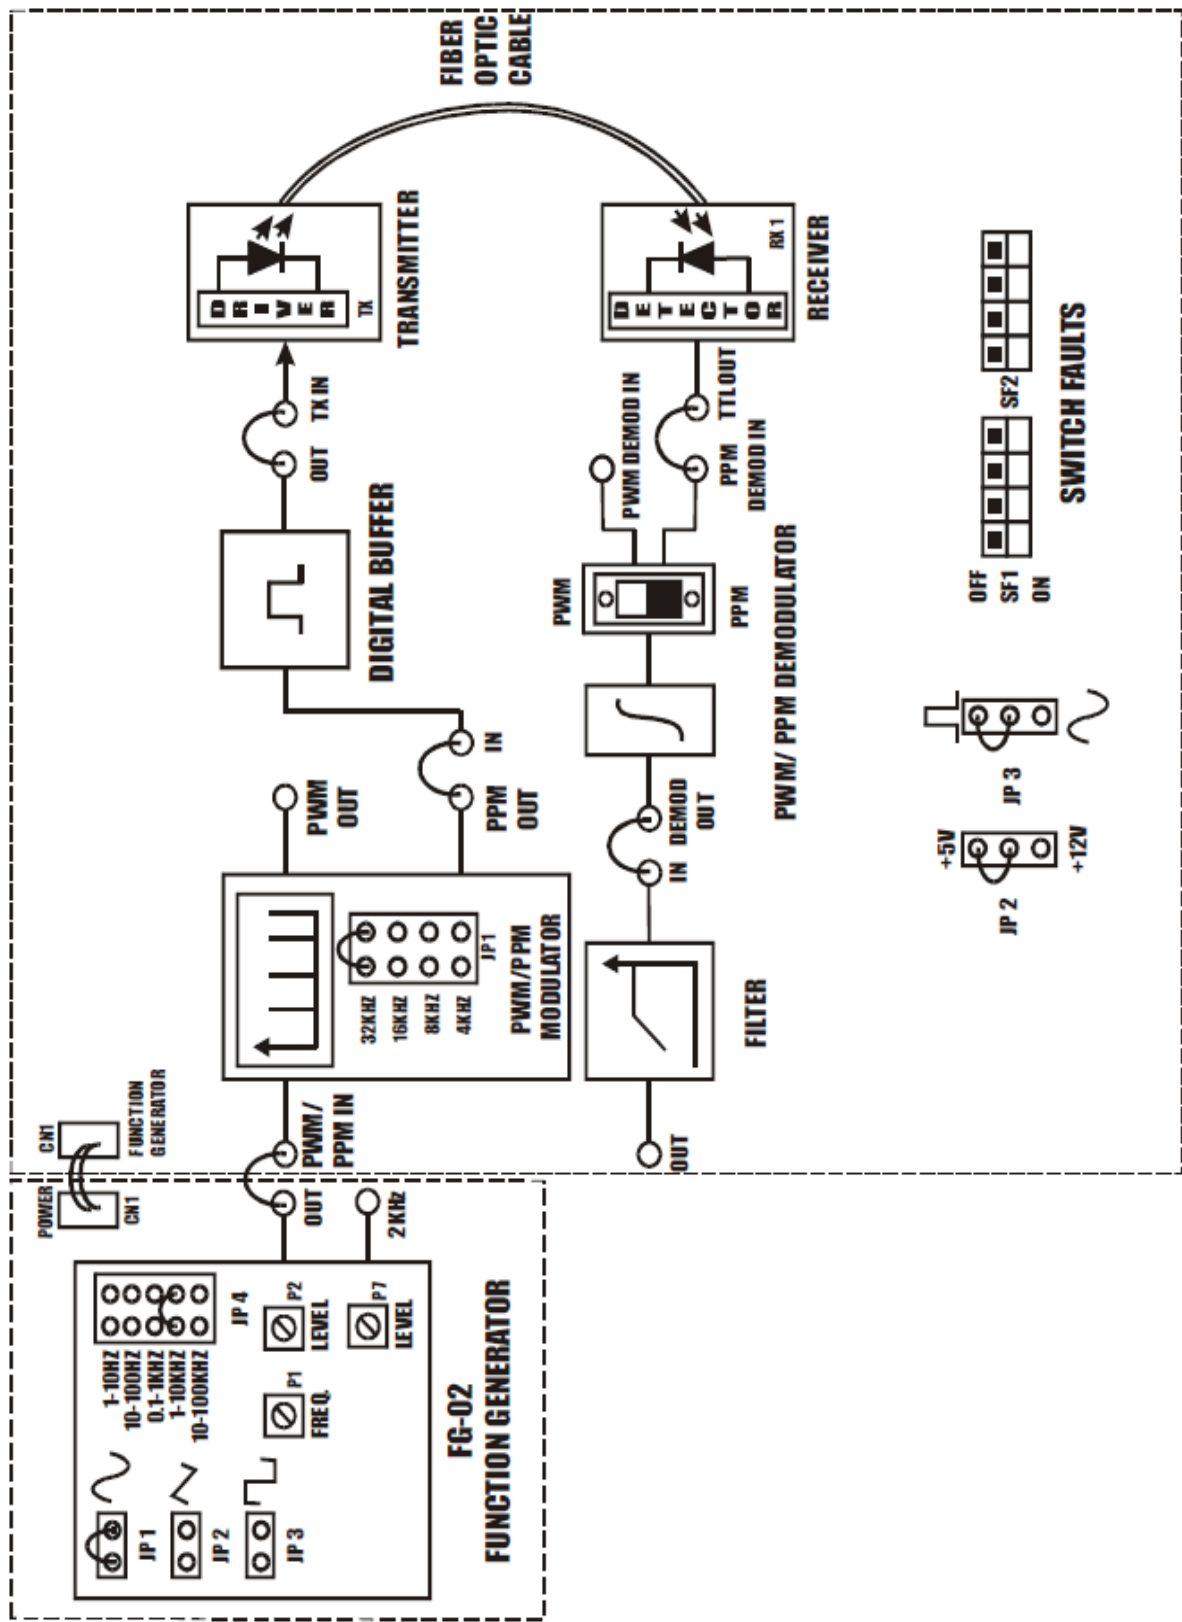 FIBER
OPTIC
CABLE
POWER
CN1
CN1
FUNCTION
GENERATOR
1-10HZ
10-100HZ
0.1-1KHZ
1-10KHZ
10-100KHZ
JP 4
JP 1
JP 2
JP 3
P1
FREQ.
P2
LEVEL
P7
LEVEL
OUT
2KHz
FG-02
FUNCTION GENERATOR
PWM/
PPM IN
32KHZ
16KHZ
8KHZ
4KHZ
JP1
PWM/PPM
MODULATOR
PWM
OUT
PPM
OUT
IN
DIGITAL BUFFER
OUT
TX IN
DRIVER
TX
TRANSMITTER
OUT
FILTER
IN
DEMOD
OUT
PWM
PPM
PWM/ PPM DEMODULATOR
PWM DEMOD IN
PPM
DEMOD IN
TTL OUT
DETECTOR
RX 1
RECEIVER
+5V
JP 2
+12V
JP 3
OFF
SF1
ON
SF2
SWITCH FAULTS